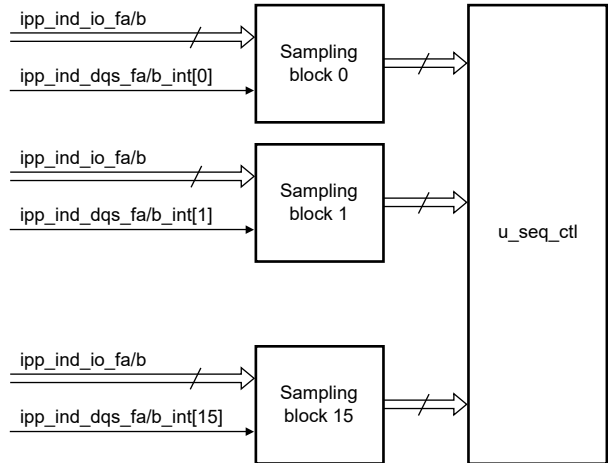 ipp_ind_io_fa/b
ipp_ind_dqs_fa/b_int[0]
Sampling
block 0
ipp_ind_io_fa/b
ipp_ind_dqs_fa/b_int[1]
Sampling
block 1
u_seq_ctl
ipp_ind_io_fa/b
ipp_ind_dqs_fa/b_int[15]
Sampling
block 15